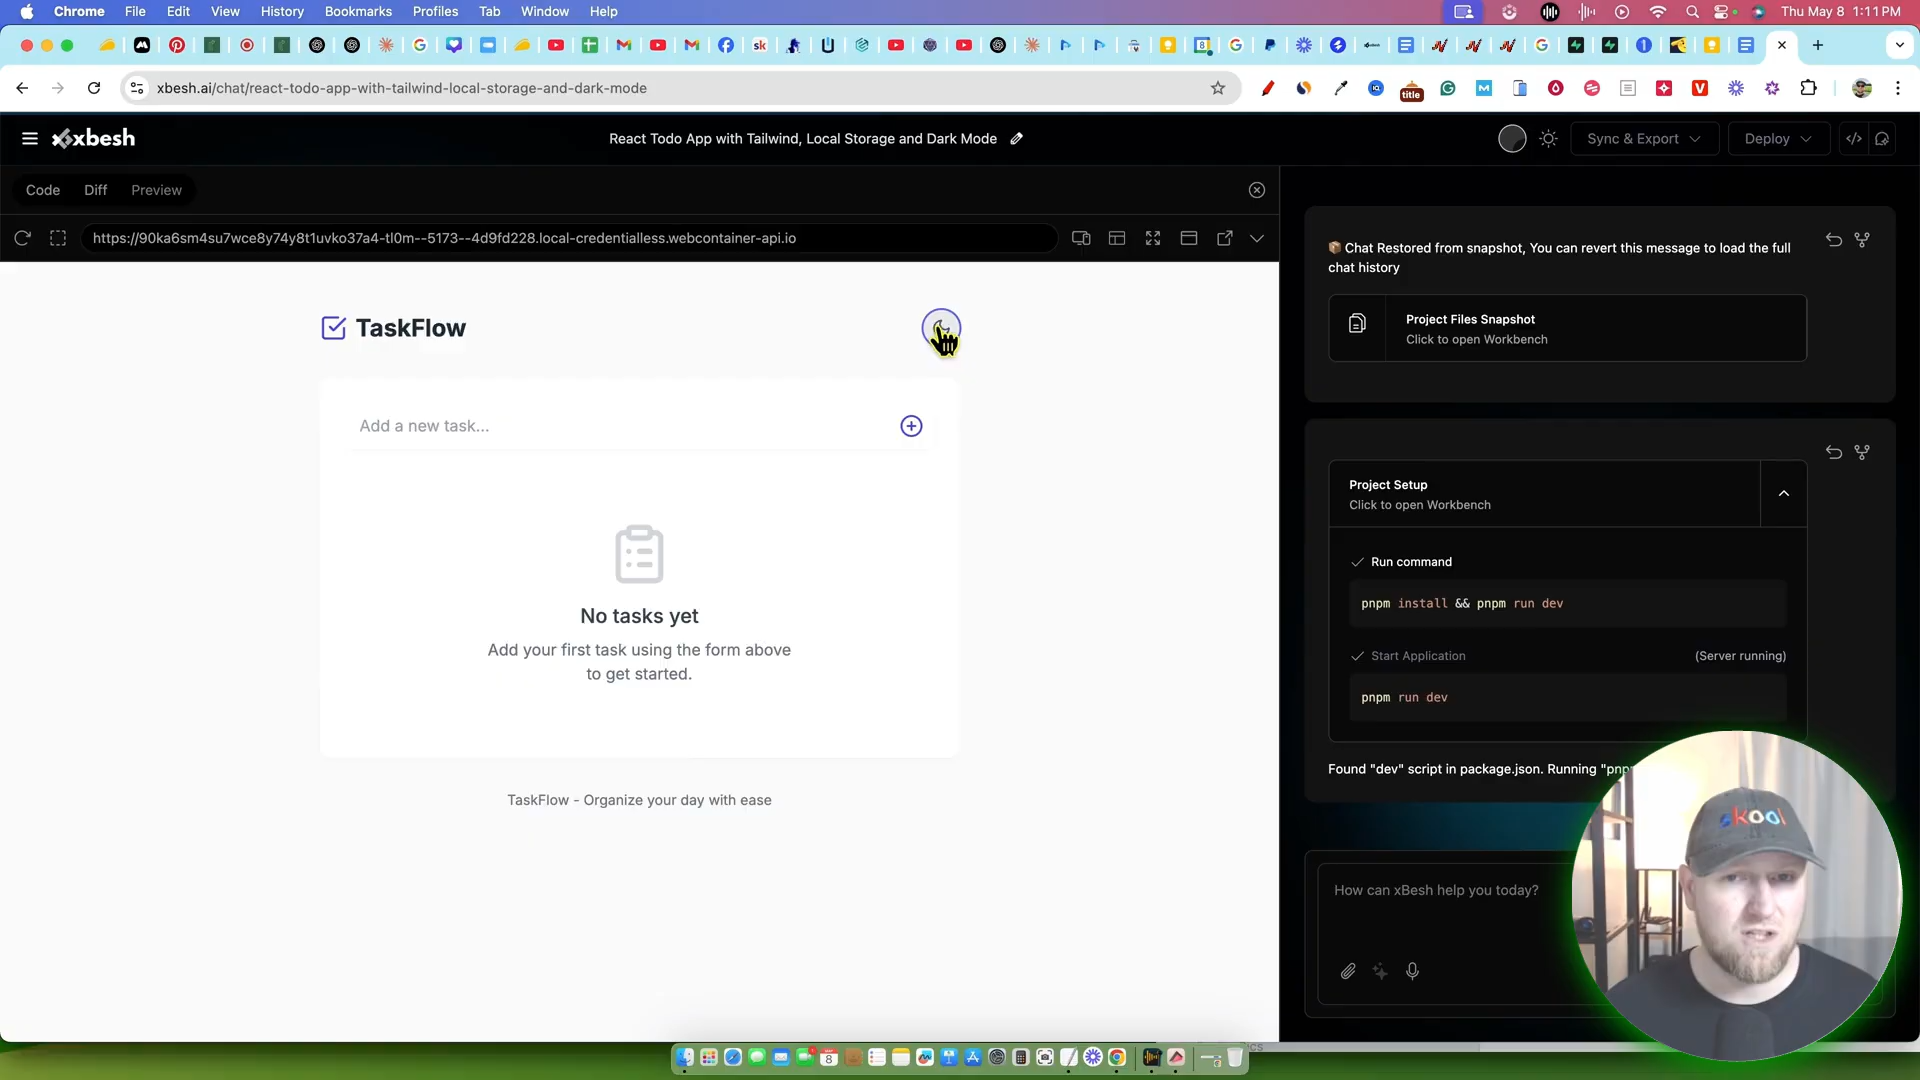 Chrome File Edit View History Bookmarks Profiles Tab Window Help
Thu May 8 1:11 PM
xbesh.ai/chat/react-todo-app-with-tailwind-local-storage-and-dark-mode
title
xbesh
React Todo App with Tailwind, Local Storage and Dark Mode
Sync & Export
Deploy
Code Diff Preview
https://90ka6sm4su7wce8y74y8t1uvko37a4-tl0m--5173--4d9fd228.local-credentialless.webcontainer-api.io
TaskFlow
Add a new task...
No tasks yet
Add your first task using the form above
to get started.
TaskFlow - Organize your day with ease
📦 Chat Restored from snapshot, You can revert this message to load the full
chat history
Project Files Snapshot
Click to open Workbench
Project Setup
Click to open Workbench
Run command
pnpm install && pnpm run dev
Start Application (Server running)
pnpm run dev
Found "dev" script in package.json. Running "pnp
How can xBesh help you today?
skool